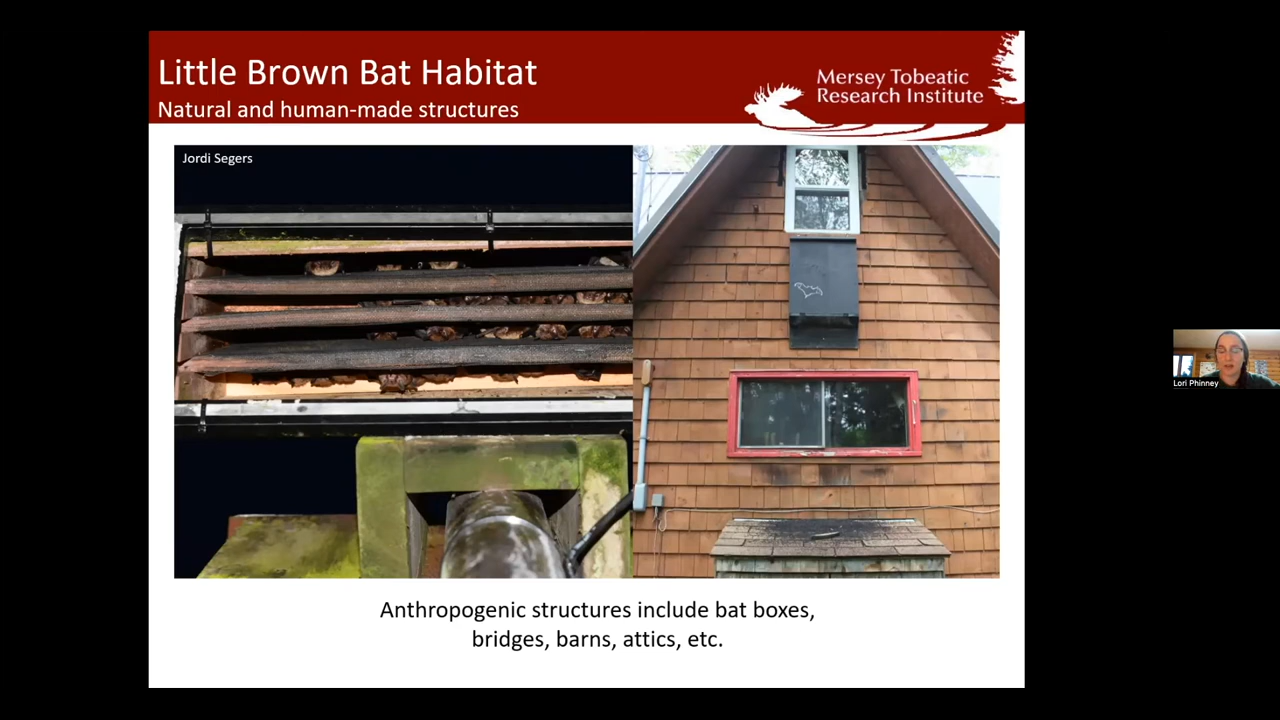 Little Brown Bat Habitat
Natural and human-made structures
Mersey Tobeatic
Research Institute
Jordi Segers
Anthropogenic structures include bat boxes,
bridges, barns, attics, etc.
Lori Phinney